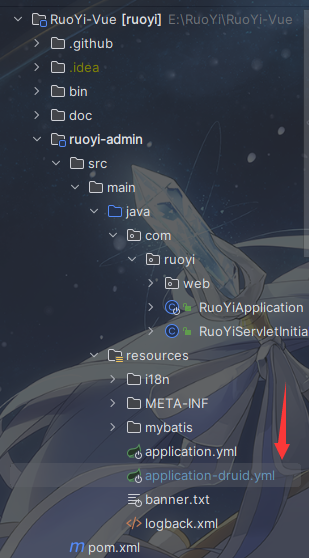 RuoYi-Vue [ruoyi] E:\RuoYi\RuoYi-Vue
.github
.idea
bin
doc
ruoyi-admin
src
main
java
com
ruoyi
web
RuoYiApplication
RuoYiServletInitia
resources
i18n
META-INF
mybatis
application.yml
application-druid.yml
banner.txt
logback.xml
pom.xml